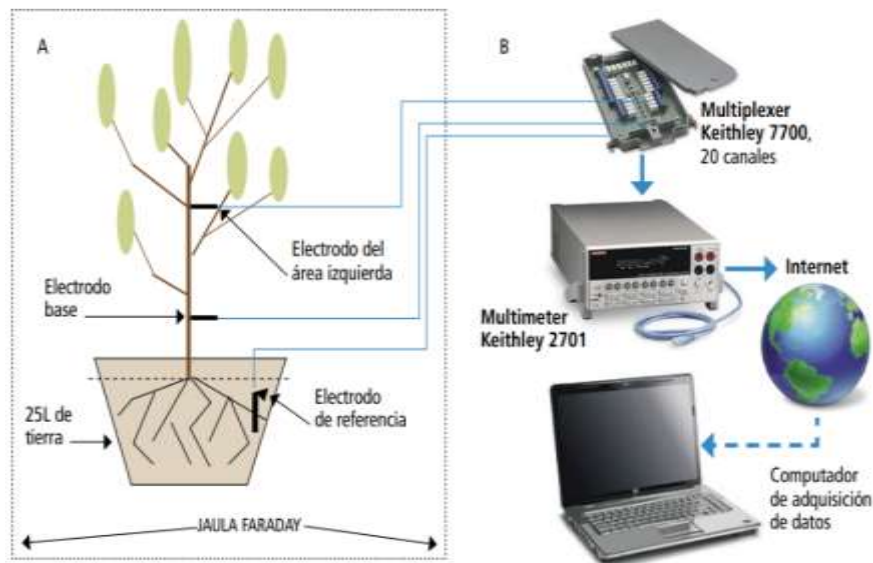 A
Electrodo del
área izquierda
Electrodo
base
25L de
tierra
Electrodo
de referencia
JAULA FARADAY
B
Multiplexer
Keithley 7700,
20 canales
Internet
Multimeter
Keithley 2701
Computador
de adquisición
de datos